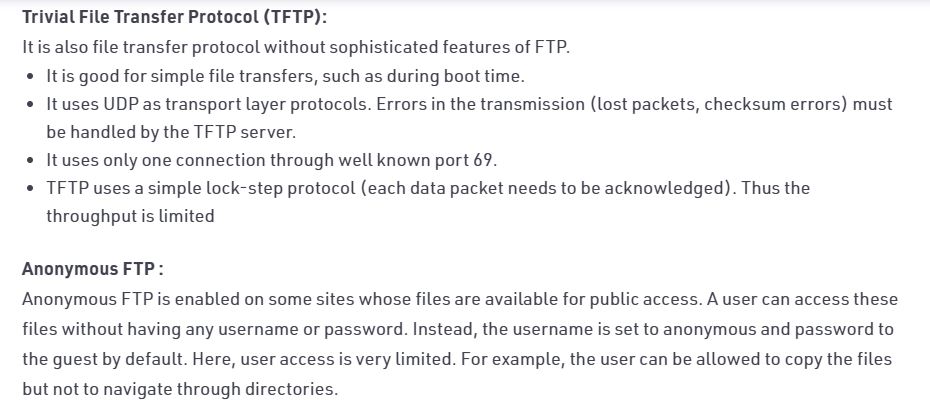 Trivial File Transfer Protocol (TFTP):
It is also file transfer protocol without sophisticated features of FTP.
• It is good for simple file transfers, such as during boot time.
• It uses UDP as transport layer protocols. Errors in the transmission (lost packets, checksum errors) must
be handled by the TFTP server.
• It uses only one connection through well known port 69.
• TFTP uses a simple lock-step protocol (each data packet needs to be acknowledged). Thus the
throughput is limited
Anonymous FTP :
Anonymous FTP is enabled on some sites whose files are available for public access. A user can access these
files without having any username or password. Instead, the username is set to anonymous and password to
the guest by default. Here, user access is very limited. For example, the user can be allowed to copy the files
but not to navigate through directories.